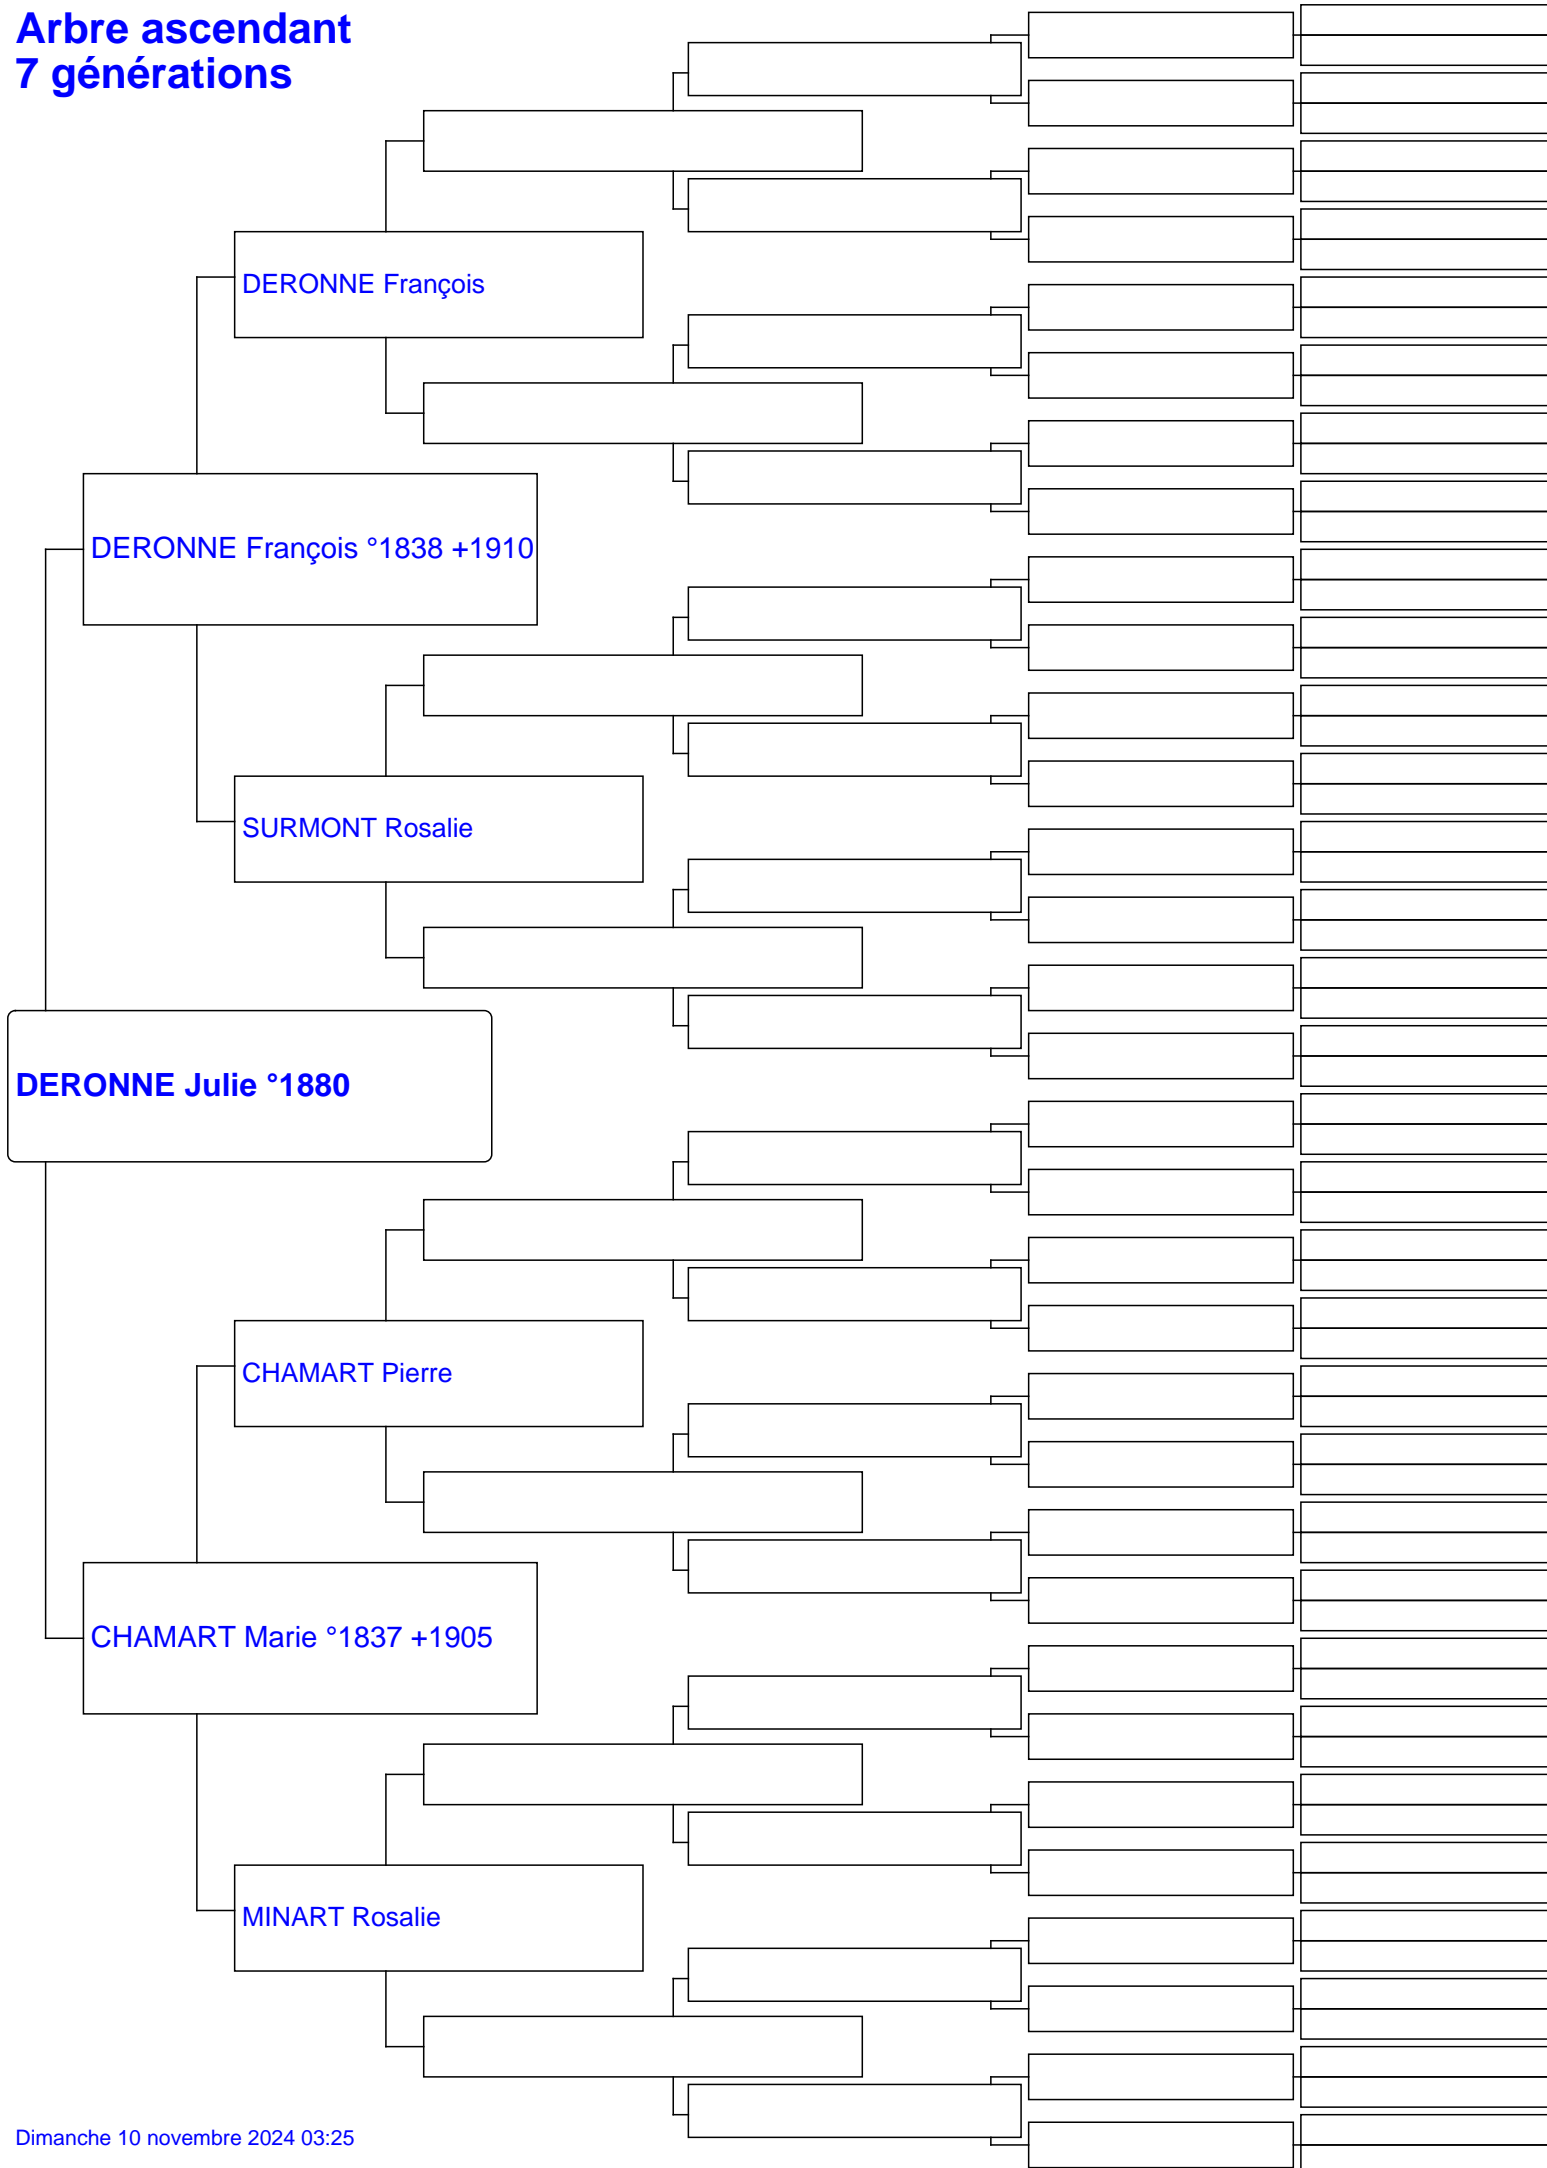 Arbre ascendant
7 générations
DERONNE François
DERONNE François °1838 +1910
SURMONT Rosalie
DERONNE Julie °1880
CHAMART Pierre
CHAMART Marie °1837 +1905
MINART Rosalie
Dimanche 10 novembre 2024 03:25